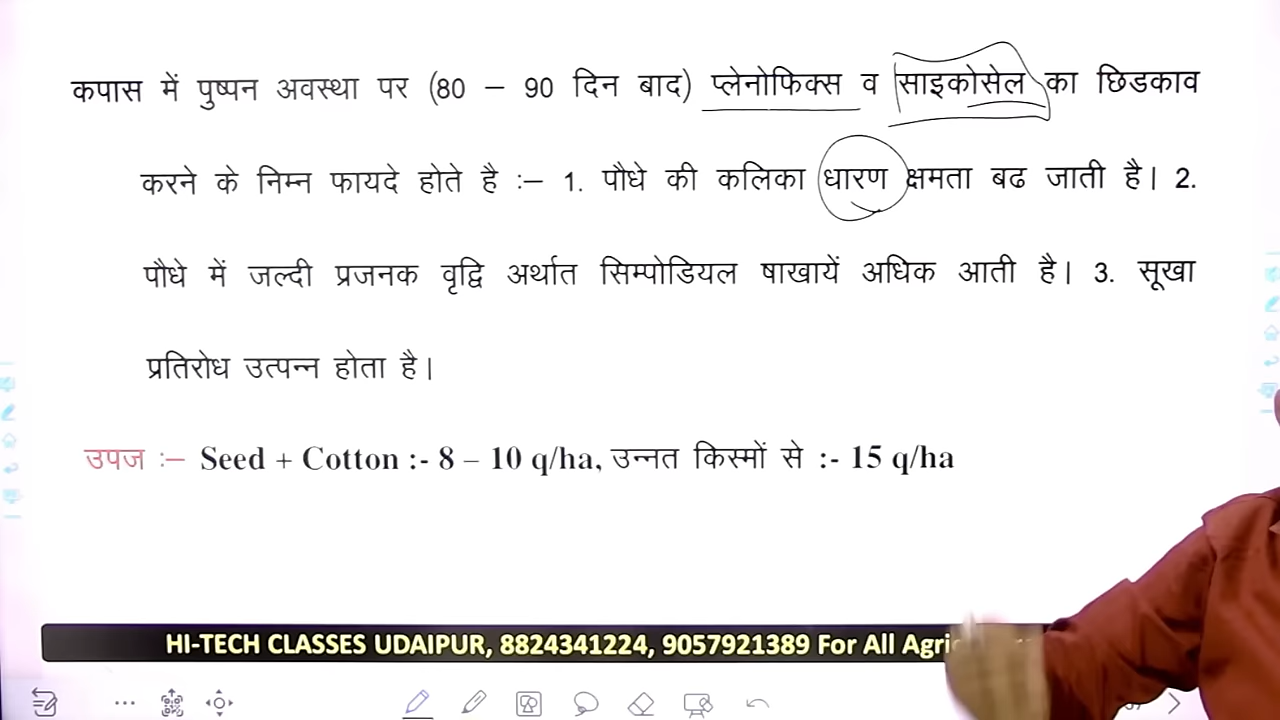 कपास में पुष्पन अवस्था पर (80 – 90 दिन बाद) प्लेनोफिक्स व साइकोसेल का छिडकाव
करने के निम्न फायदे होते है :– 1. पौधे की कलिका धारण क्षमता बढ जाती है। 2.
पौधे में जल्दी प्रजनक वृद्वि अर्थात सिम्पोडियल षाखायें अधिक आती है। 3. सूखा
प्रतिरोध उत्पन्न होता है।
उपज :– Seed + Cotton :- 8 – 10 q/ha, उन्नत किस्मों से :- 15 q/ha
HI-TECH CLASSES UDAIPUR, 8824341224, 9057921389 For All